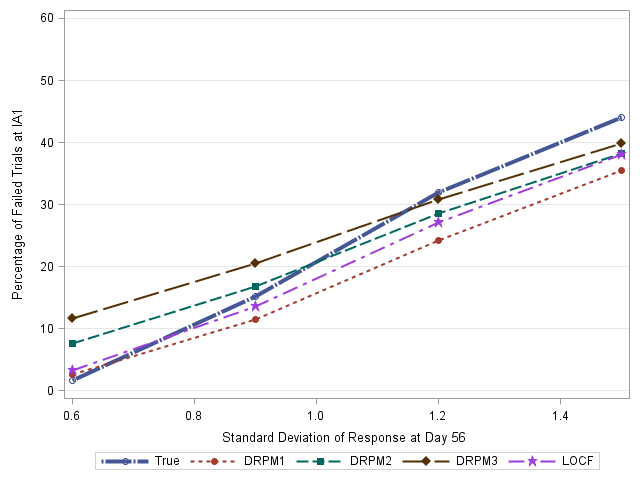 60
50
40
30
20
10
0
Percentage of Failed Trials at IA1
0.6 0.8 1.0 1.2 1.4
Standard Deviation of Response at Day 56
True DRPM1 DRPM2 DRPM3 LOCF